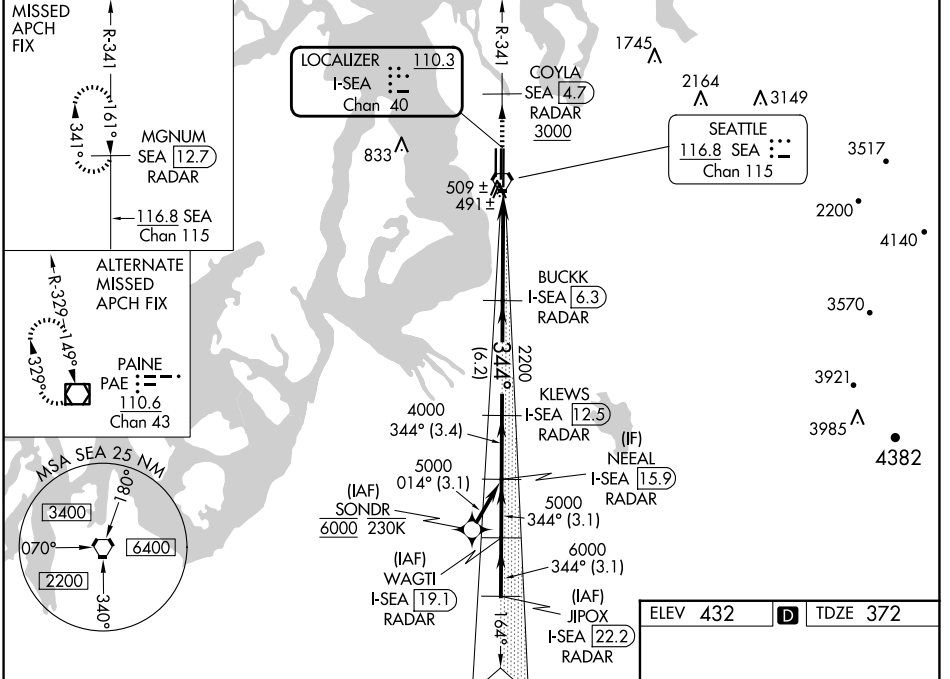 MISSED
APCH
FIX
R-341
161°
341°
MGNUM
SEA 12.7
RADAR
116.8 SEA
Chan 115
ALTERNATE
MISSED
APCH FIX
R-329
149°
329°
PAINE
PAE
110.6
Chan 43
MSA SEA 25 NM
180°
3400
070°
6400
2200
340°
LOCALIZER 110.3
I-SEA
Chan 40
R-341
COYLA
SEA 4.7
RADAR
3000
1745
2164
3149
833
SEATTLE
116.8 SEA
Chan 115
3517
509 ±
491±
2200
4140
BUCKK
I-SEA 6.3
RADAR
3570
344°
2200
(6.2)
KLEWS
I-SEA 12.5
RADAR
3921
3985
4382
4000
344° (3.4)
(IF)
NEEAL
I-SEA 15.9
RADAR
5000
014° (3.1)
(IAF)
SONDR
6000 230K
5000
344° (3.1)
(IAF)
WAGTI
I-SEA 19.1
RADAR
6000
344° (3.1)
(IAF)
JIPOX
I-SEA 22.2
RADAR
164°
ELEV 432 D TDZE 372